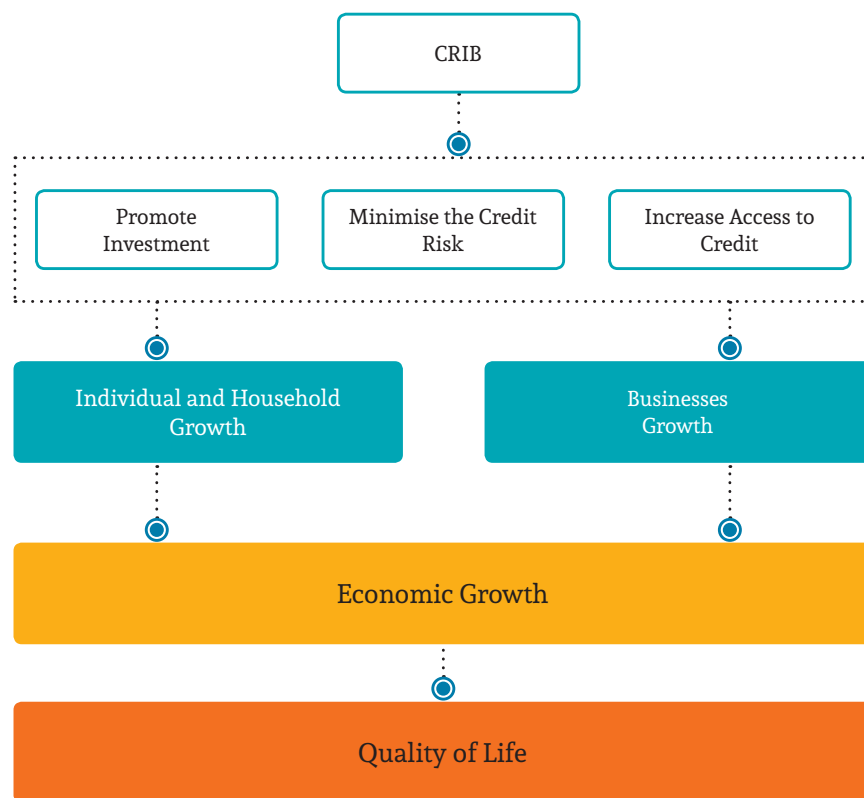 CRIB
Promote
Investment
Minimise the Credit
Risk
Increase Access to
Credit
Individual and Household
Growth
Businesses
Growth
Economic Growth
Quality of Life